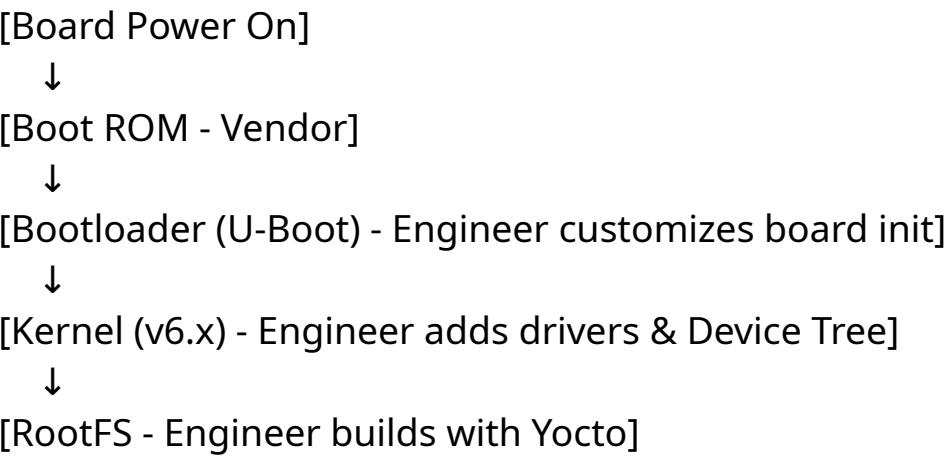 [Board Power On]
↓
[Boot ROM - Vendor]
↓
[Bootloader (U-Boot) - Engineer customizes board init]
↓
[Kernel (v6.x) - Engineer adds drivers & Device Tree]
↓
[RootFS - Engineer builds with Yocto]